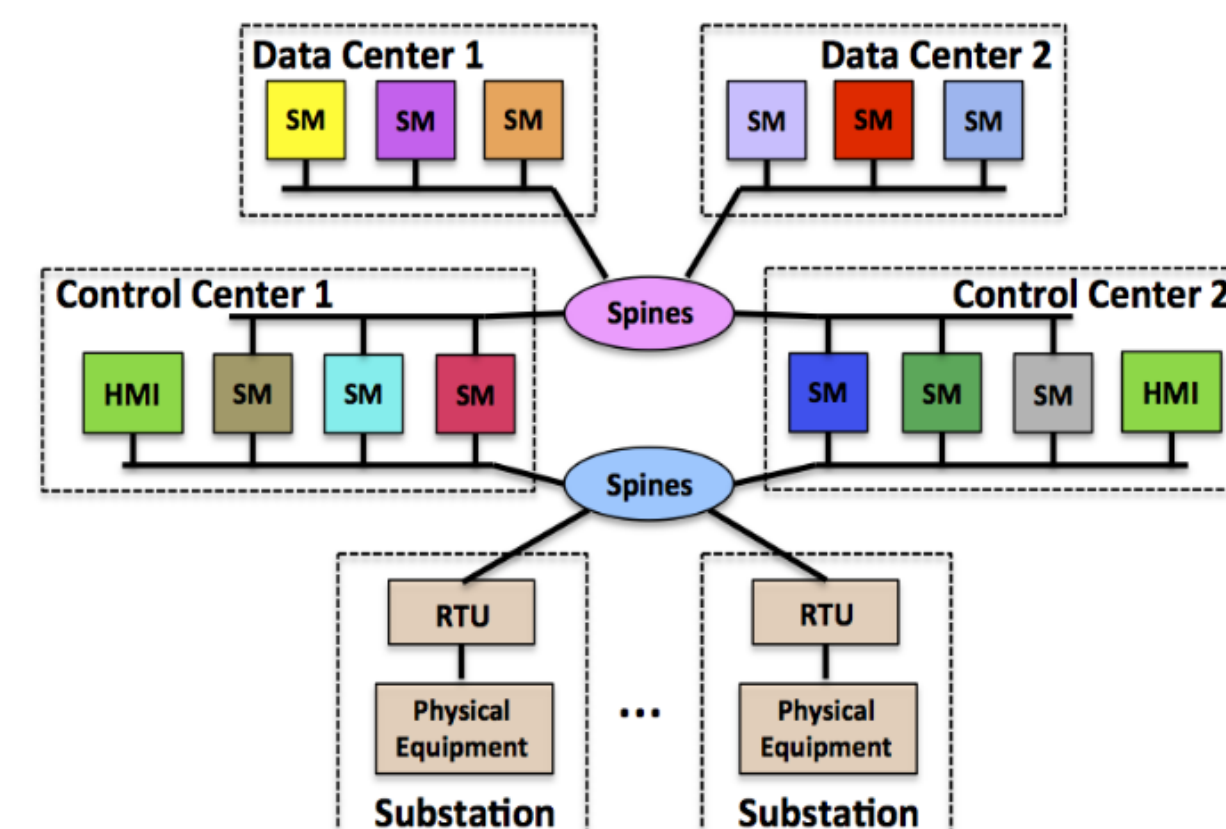 Data Center 1
Data Center 2
SM
SM
SM
SM
SM
SM
Control Center 1
Spines
Control Center 2
HMI
SM
SM
SM
SM
SM
SM
HMI
Spines
RTU
RTU
Physical
Equipment
...
Physical
Equipment
Substation
Substation